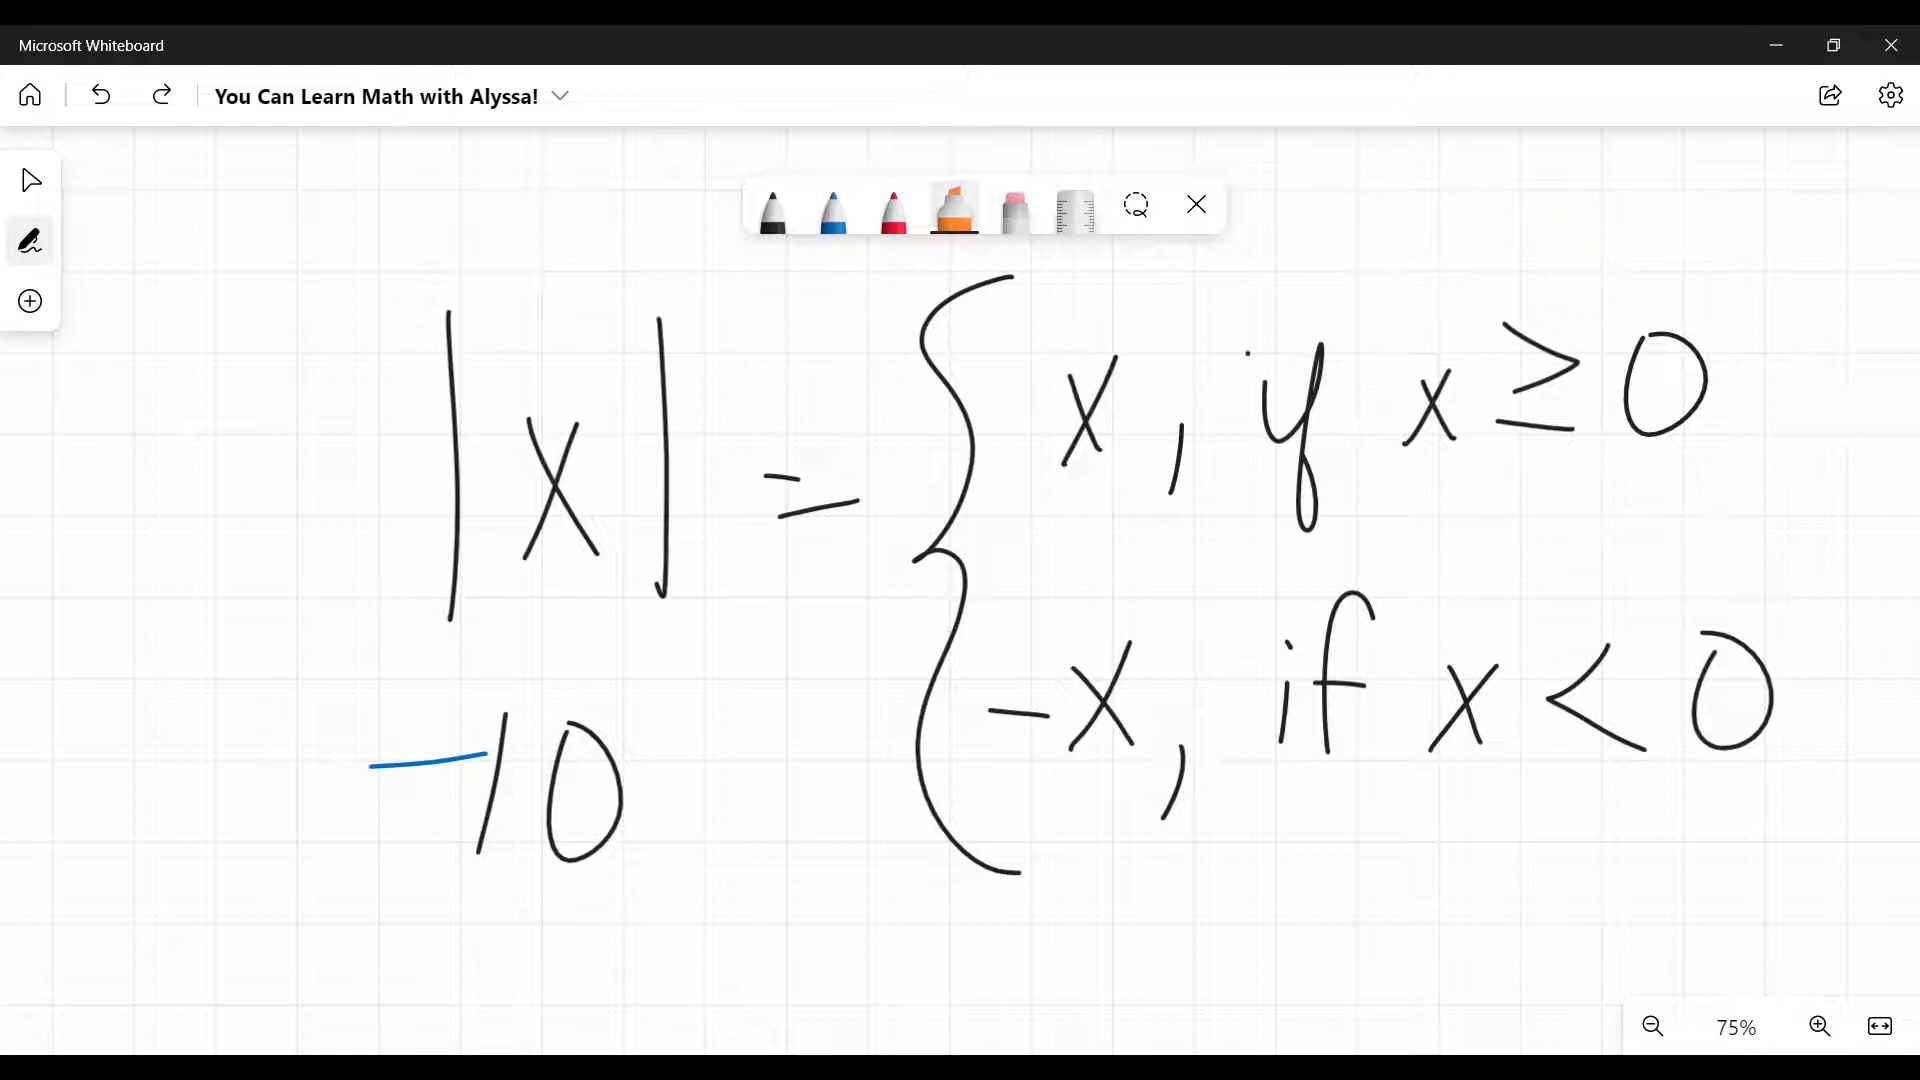 Microsoft Whiteboard
You Can Learn Math with Alyssa!
|x| = { x, if x ≥ 0
-x, if x < 0
-10
75%